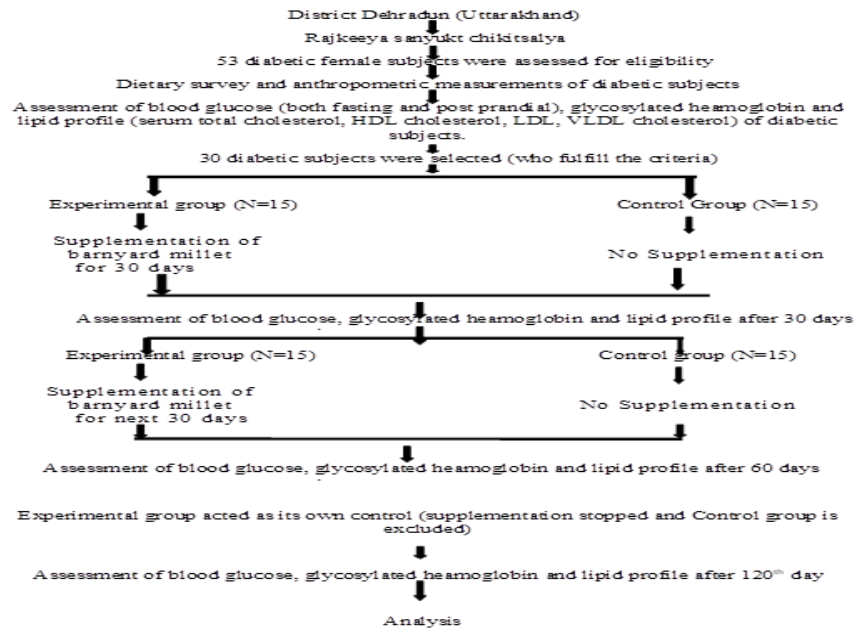 District Dehradun (Uttarakhand)
Rajkeeya sanyukt chikitsalya
53 diabetic female subjects were assessed for eligibility
Dietary survey and anthropometric measurements of diabetic subjects
Assessment of blood glucose (both fasting and post prandial), glycosylated heamoglobin and
lipid profile (serum total cholesterol, HDL cholesterol, LDL, VLDL cholesterol) of diabetic
subjects.
30 diabetic subjects were selected (who fulfill the criteria)
Experimental group (N=15)
Control Group (N=15)
Supplementation of
barnyard millet
for 30 days
No Supplementation
Assessment of blood glucose, glycosylated heamoglobin and lipid profile after 30 days
Experimental group (N=15)
Control group (N=15)
Supplementation of
barnyard millet
for next 30 days
No Supplementation
Assessment of blood glucose, glycosylated heamoglobin and lipid profile after 60 days
Experimental group acted as its own control (supplementation stopped and Control group is
excluded)
Assessment of blood glucose, glycosylated heamoglobin and lipid profile after 120th day
Analysis